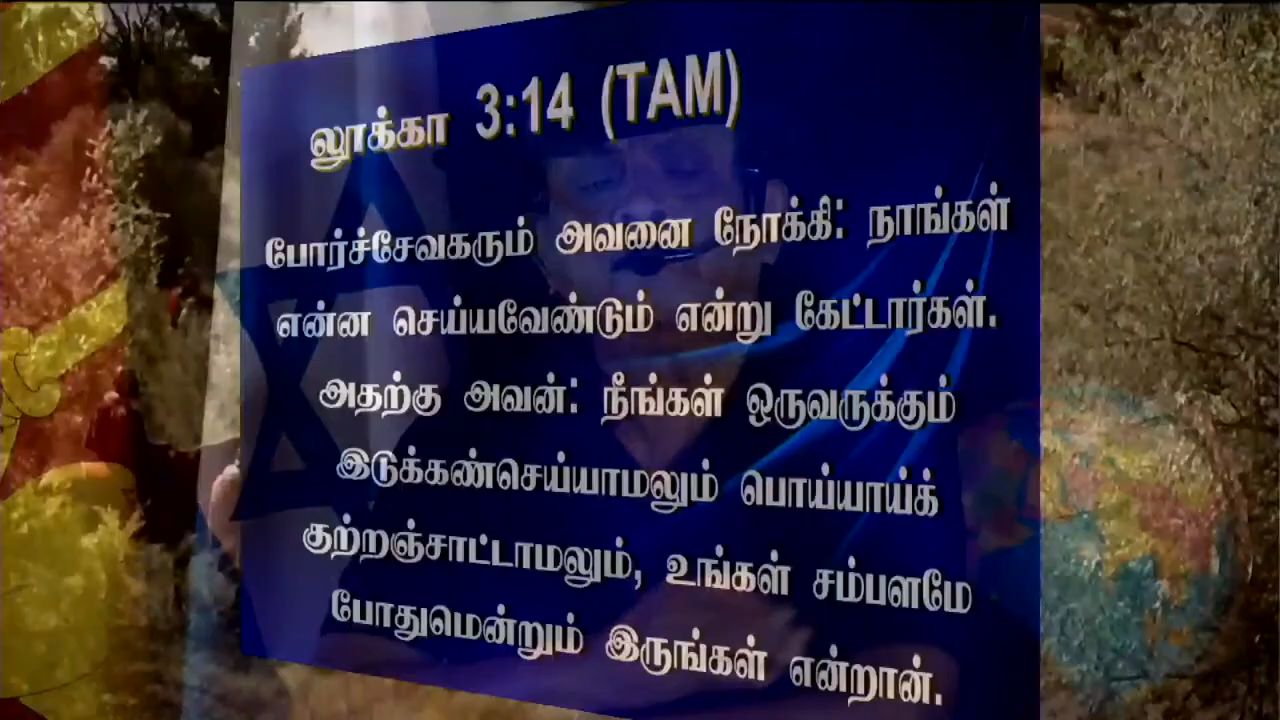 லூக்கா 3:14 (TAM)
போர்ச்சேவகரும் அவனை நோக்கி: நாங்கள்
என்ன செய்யவேண்டும் என்று கேட்டார்கள்.
அதற்கு அவன்: நீங்கள் ஒருவருக்கும்
இடுக்கண்செய்யாமலும் பொய்யாய்க்
குற்றஞ்சாட்டாமலும், உங்கள் சம்பளமே
போதுமென்றும் இருங்கள் என்றான்.